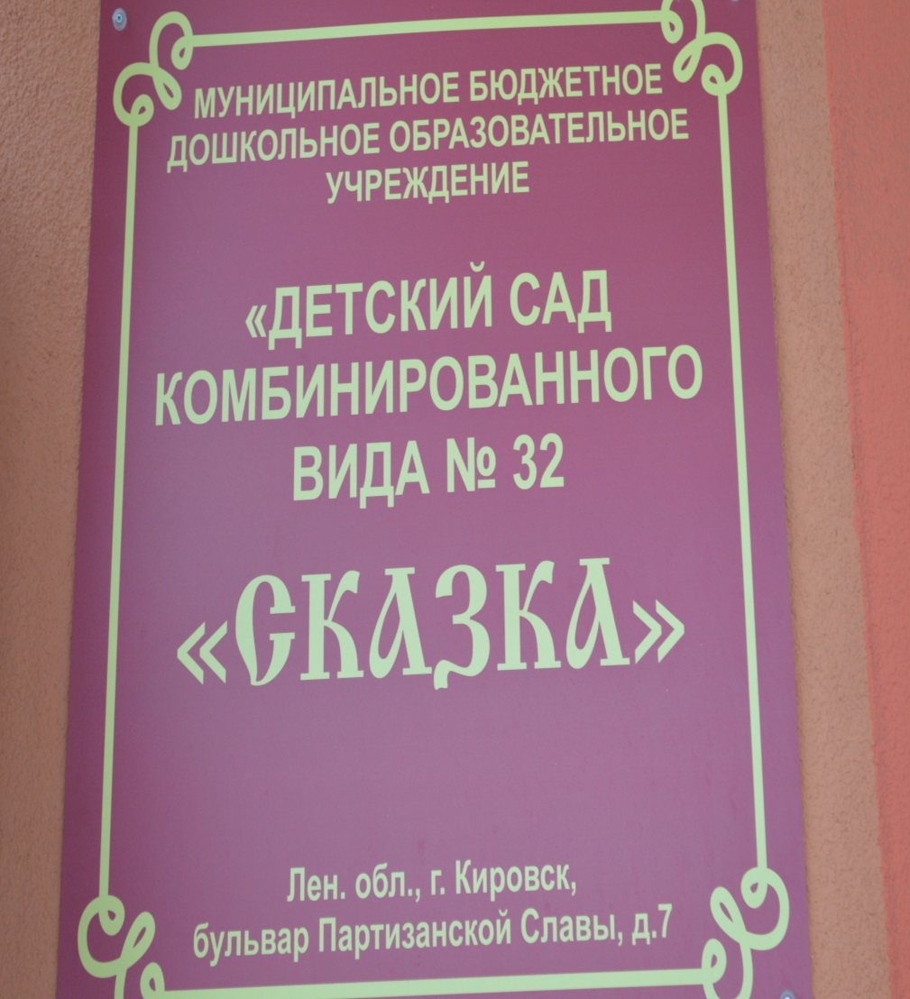 МУНИЦИПАЛЬНОЕ БЮДЖЕТНОЕ
ДОШКОЛЬНОЕ ОБРАЗОВАТЕЛЬНОЕ
УЧРЕЖДЕНИЕ
«ДЕТСКИЙ САД
КОМБИНИРОВАННОГО
ВИДА № 32
«СКАЗКА»
Лен. обл., г. Кировск,
бульвар Партизанской Славы, д.7